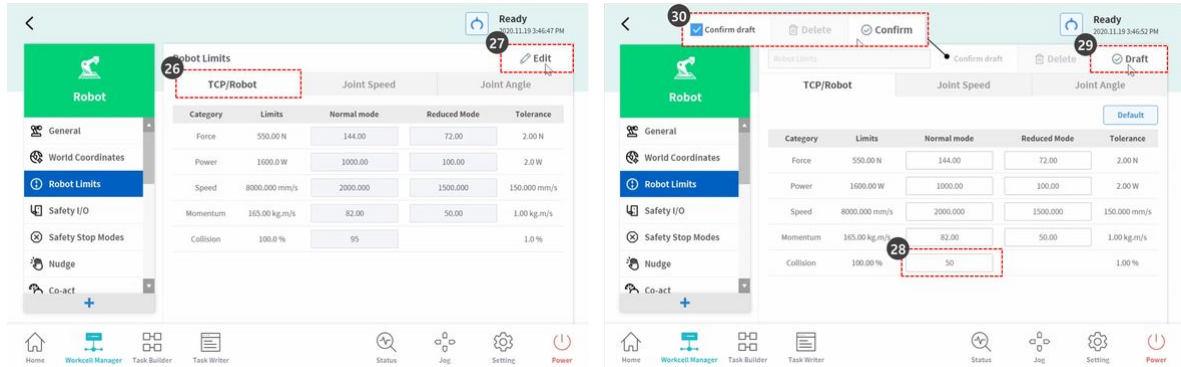 Ready
2020.11.19 3:46:47 PM
27
Edit
26
Robot Limits
Robot
TCP/Robot
Joint Speed
Joint Angle
Category Limits Normal mode Reduced Mode Tolerance
Force 550.00 N 144.00 72.00 2.00 N
Power 1600.0 W 1000.00 100.00 2.0 W
Speed 8000.000 mm/s 2000.000 1500.000 150.000 mm/s
Momentum 165.00 kg.m/s 82.00 50.00 1.00 kg.m/s
Collision 100.0 % 95 1.0 %
General
World Coordinates
Robot Limits
Safety I/O
Safety Stop Modes
Nudge
Co-act
+
Home
Workcell Manager
Task Builder
Task Writer
Status
Jog
Setting
Power
30
Confirm draft
Delete
Confirm
Ready
2020.11.19 3:46:52 PM
29
Robot Limits
Confirm draft
Delete
Draft
Robot
TCP/Robot
Joint Speed
Joint Angle
Default
Category Limits Normal mode Reduced Mode Tolerance
Force 550.00 N 144.00 72.00 2.00 N
Power 1600.00 W 1000.00 100.00 2.00 W
Speed 8000.000 mm/s 2000.000 1500.000 150.000 mm/s
Momentum 165.00 kg.m/s 82.00 50.00 1.00 kg.m/s
28
Collision 100.00 % 50 1.00 %
General
World Coordinates
Robot Limits
Safety I/O
Safety Stop Modes
Nudge
Co-act
+
Home
Workcell Manager
Task Builder
Task Writer
Status
Jog
Setting
Power